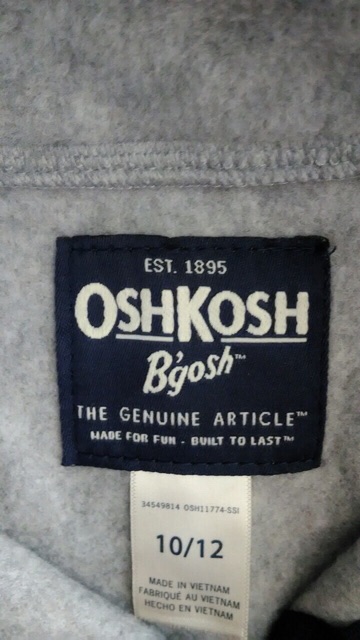 EST. 1895
OSHKOSH
B'gosh™
THE GENUINE ARTICLE™
MADE FOR FUN - BUILT TO LAST™
34549814 OSH11774-SSI
10/12
MADE IN VIETNAM
FABRIQUÉ AU VIETNAM
HECHO EN VIETNAM